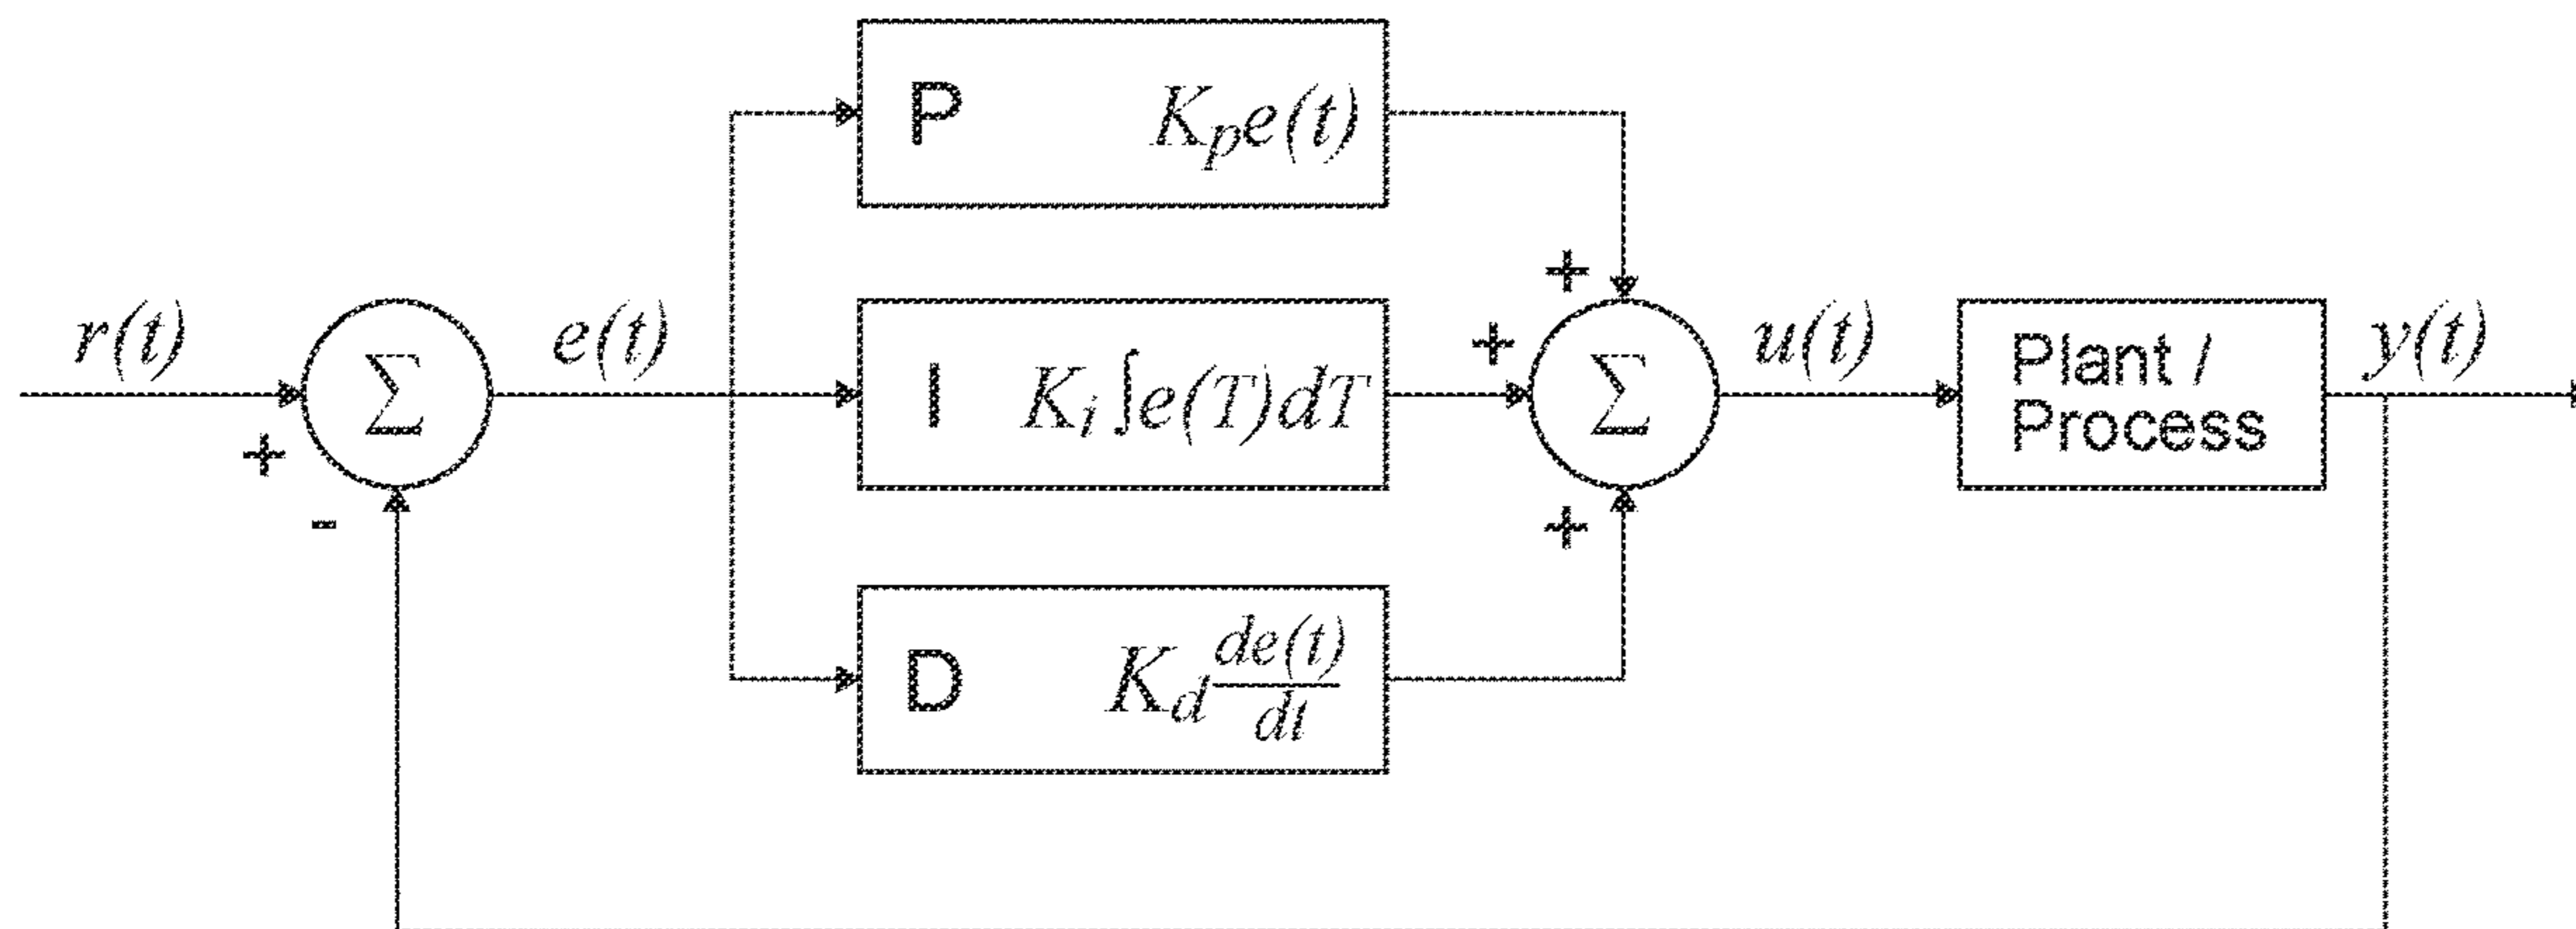 P K_p e(t)
+
r(t) Σ e(t) I K_i ∫e(T)dT + Σ u(t) Plant /
Process y(t)
+
-
+
D K_d de(t)/dt